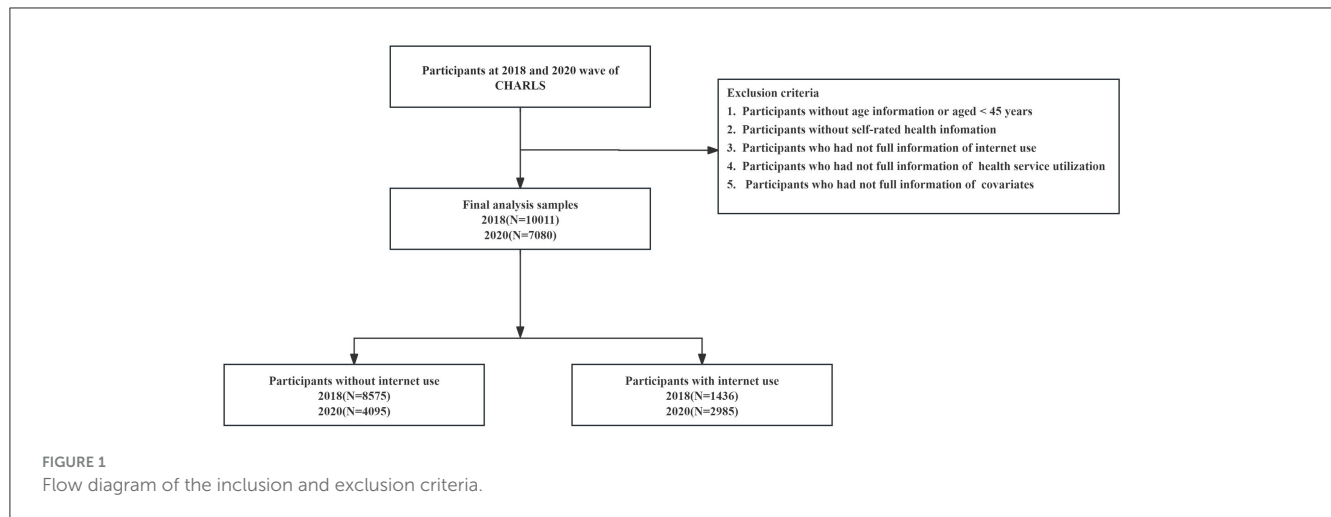 Participants at 2018 and 2020 wave of
CHARLS
Exclusion criteria
1. Participants without age information or aged < 45 years
2. Participants without self-rated health infomation
3. Participants who had not full information of internet use
4. Participants who had not full information of health service utilization
5. Participants who had not full information of covariates
Final analysis samples
2018(N=10011)
2020(N=7080)
Participants without internet use
2018(N=8575)
2020(N=4095)
Participants with internet use
2018(N=1436)
2020(N=2985)
FIGURE 1
Flow diagram of the inclusion and exclusion criteria.